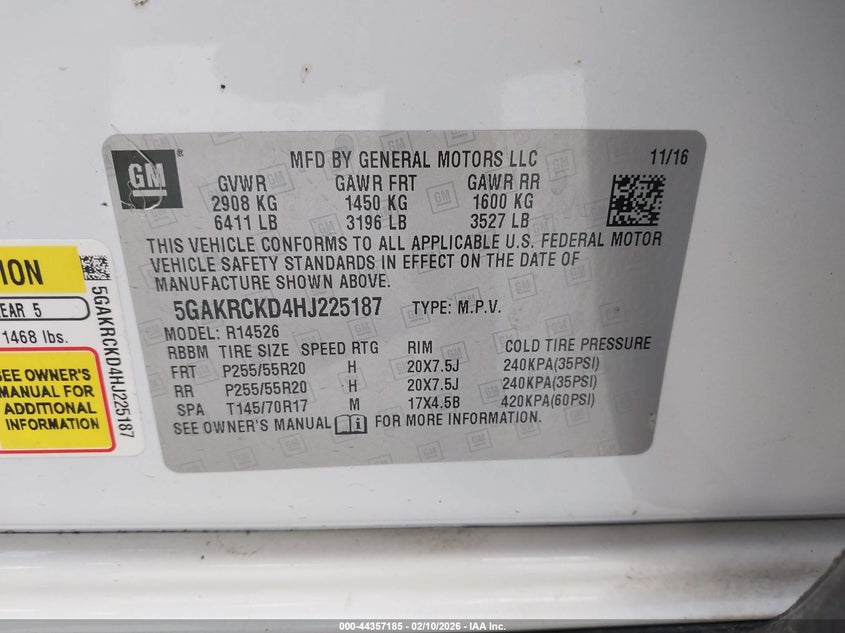 GM
®
MFD BY GENERAL MOTORS LLC
11/16
GVWR GAWR FRT GAWR RR
2908 KG 1450 KG 1600 KG
6411 LB 3196 LB 3527 LB
THIS VEHICLE CONFORMS TO ALL APPLICABLE U.S. FEDERAL MOTOR
VEHICLE SAFETY STANDARDS IN EFFECT ON THE DATE OF
MANUFACTURE SHOWN ABOVE.
5GAKRCKD4HJ225187 TYPE: M.P.V.
MODEL: R14526
RBBM TIRE SIZE SPEED RTG RIM COLD TIRE PRESSURE
FRT P255/55R20 H 20X7.5J 240KPA(35PSI)
RR P255/55R20 H 20X7.5J 240KPA(35PSI)
SPA T145/70R17 M 17X4.5B 420KPA(60PSI)
SEE OWNER'S MANUAL FOR MORE INFORMATION.
ION
EAR 5
1468 lbs.
SEE OWNER'S
MANUAL FOR
ADDITIONAL
INFORMATION
5GAKRCKD4HJ225187
000-44357185 - 02/10/2026 - IAA Inc.